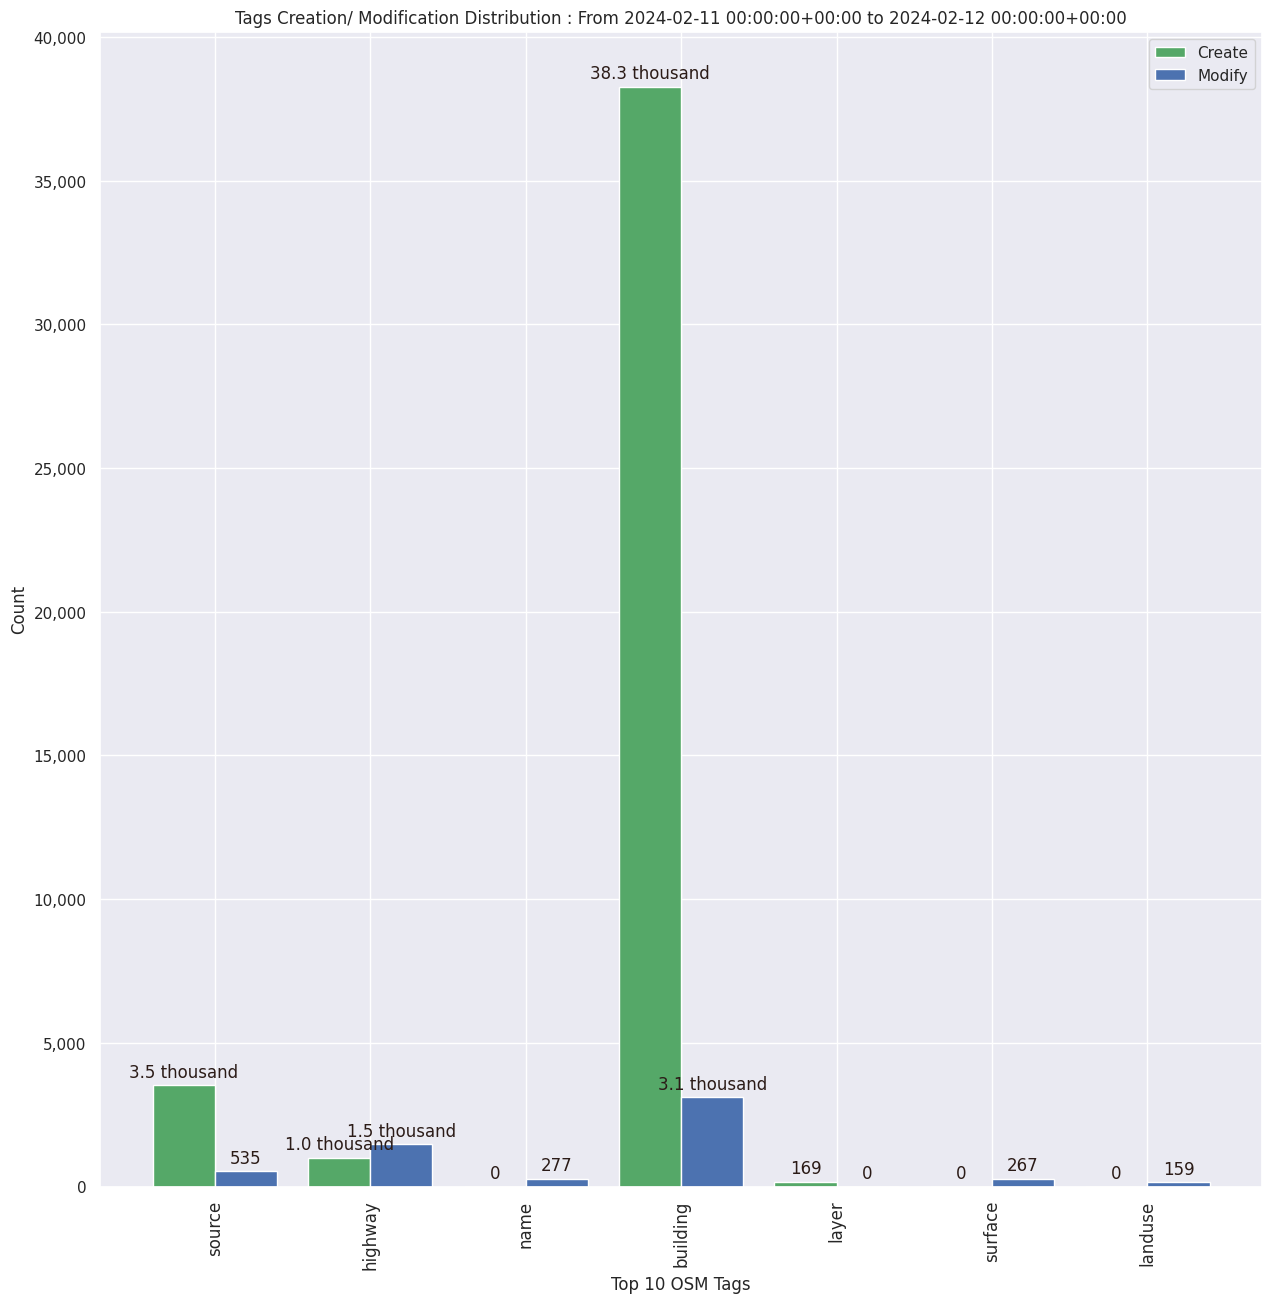 Tags Creation/ Modification Distribution : From 2024-02-11 00:00:00+00:00 to 2024-02-12 00:00:00+00:00
Create
Modify
Count
40,000
35,000
30,000
25,000
20,000
15,000
10,000
5,000
0
3.5 thousand
535
1.0 thousand
1.5 thousand
0
277
38.3 thousand
3.1 thousand
169
0
0
267
0
159
source
highway
name
building
layer
surface
landuse
Top 10 OSM Tags